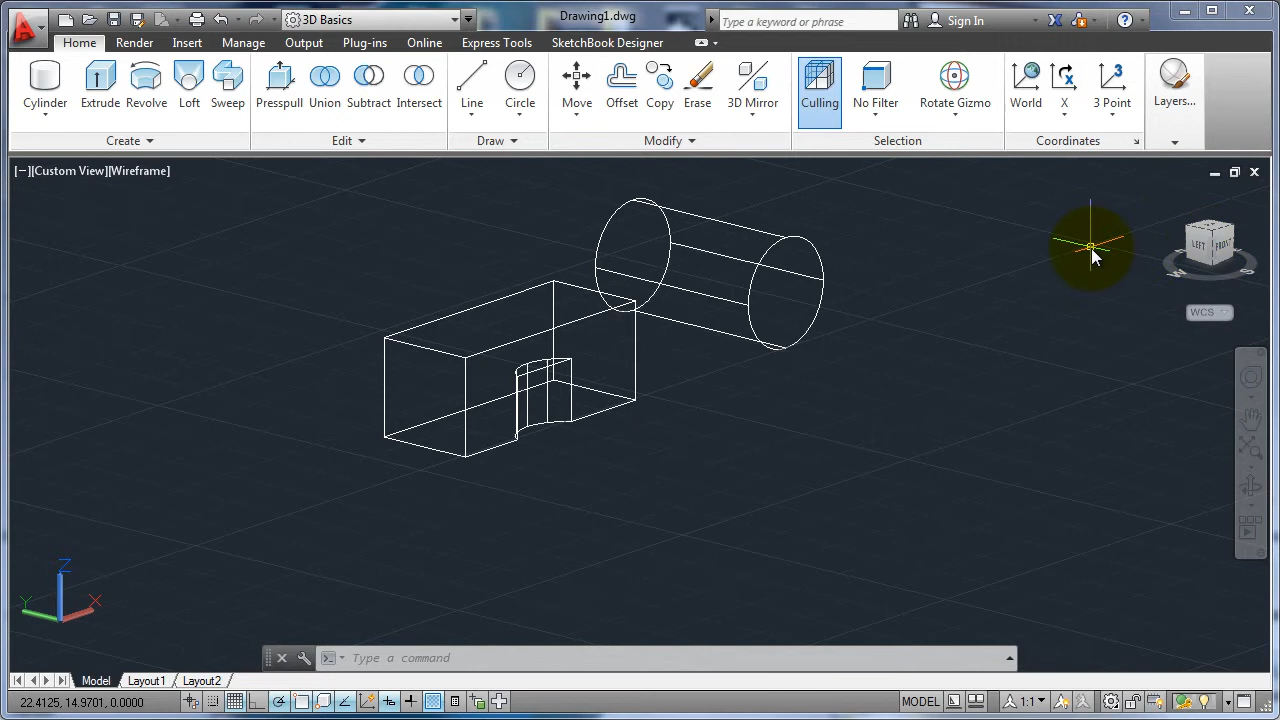 3D Basics
Drawing1.dwg
Type a keyword or phrase
Sign In
Home Render Insert Manage Output Plug-ins Online Express Tools SketchBook Designer
Cylinder Extrude Revolve Loft Sweep Presspull Union Subtract Intersect Line Circle Move Offset Copy Erase 3D Mirror Culling No Filter Rotate Gizmo World X 3 Point Layers...
Create Edit Draw Modify Selection Coordinates
[−][Custom View][Wireframe]
LEFT FRONT
W S
WCS
Z
Y X
Type a command
Model Layout1 Layout2
22.4125, 14.9701, 0.0000
MODEL
1:1